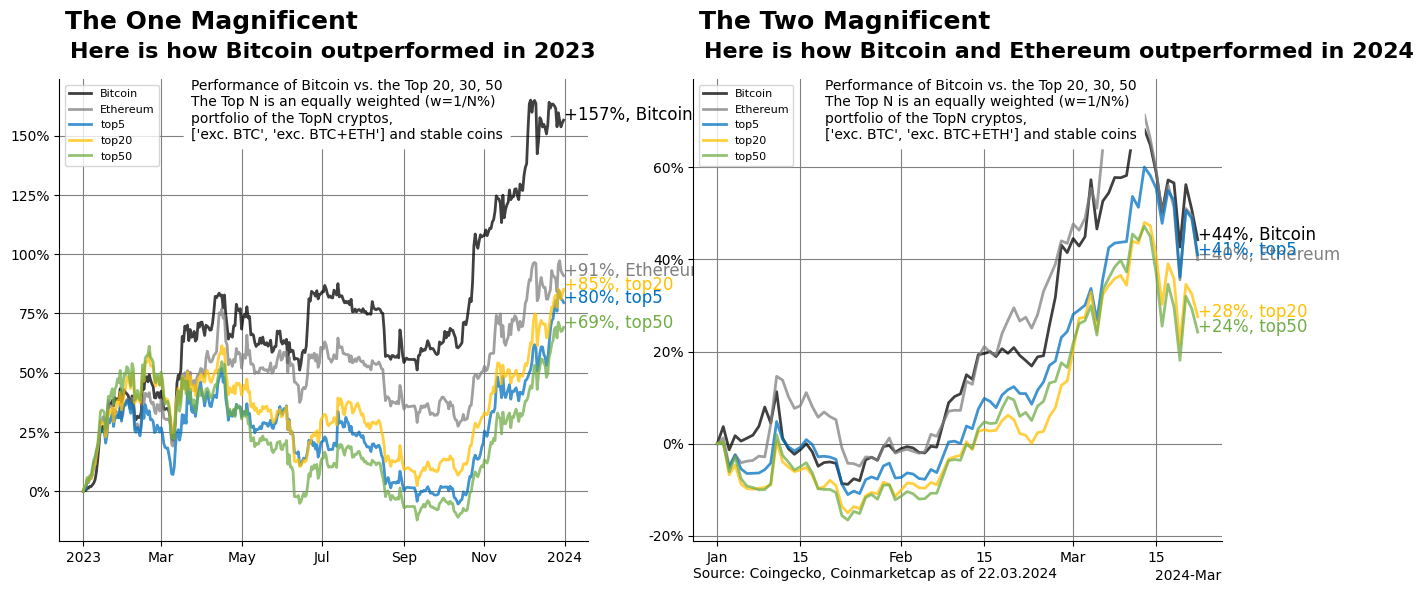 The One Magnificent
Here is how Bitcoin outperformed in 2023
Bitcoin
Ethereum
top5
top20
top50
Performance of Bitcoin vs. the Top 20, 30, 50
The Top N is an equally weighted (w=1/N%)
portfolio of the TopN cryptos,
['exc. BTC', 'exc. BTC+ETH'] and stable coins
150%
125%
100%
75%
50%
25%
0%
+157%, Bitcoin
+91%, Ethereum
+85%, top20
+80%, top5
+69%, top50
2023
Mar
May
Jul
Sep
Nov
2024
The Two Magnificent
Here is how Bitcoin and Ethereum outperformed in 2024
Bitcoin
Ethereum
top5
top20
top50
Performance of Bitcoin vs. the Top 20, 30, 50
The Top N is an equally weighted (w=1/N%)
portfolio of the TopN cryptos,
['exc. BTC', 'exc. BTC+ETH'] and stable coins
60%
40%
20%
0%
-20%
+44%, Bitcoin
+41%, top5
+40%, Ethereum
+28%, top20
+24%, top50
Jan
15
Feb
15
Mar
15
2024-Mar
Source: Coingecko, Coinmarketcap as of 22.03.2024